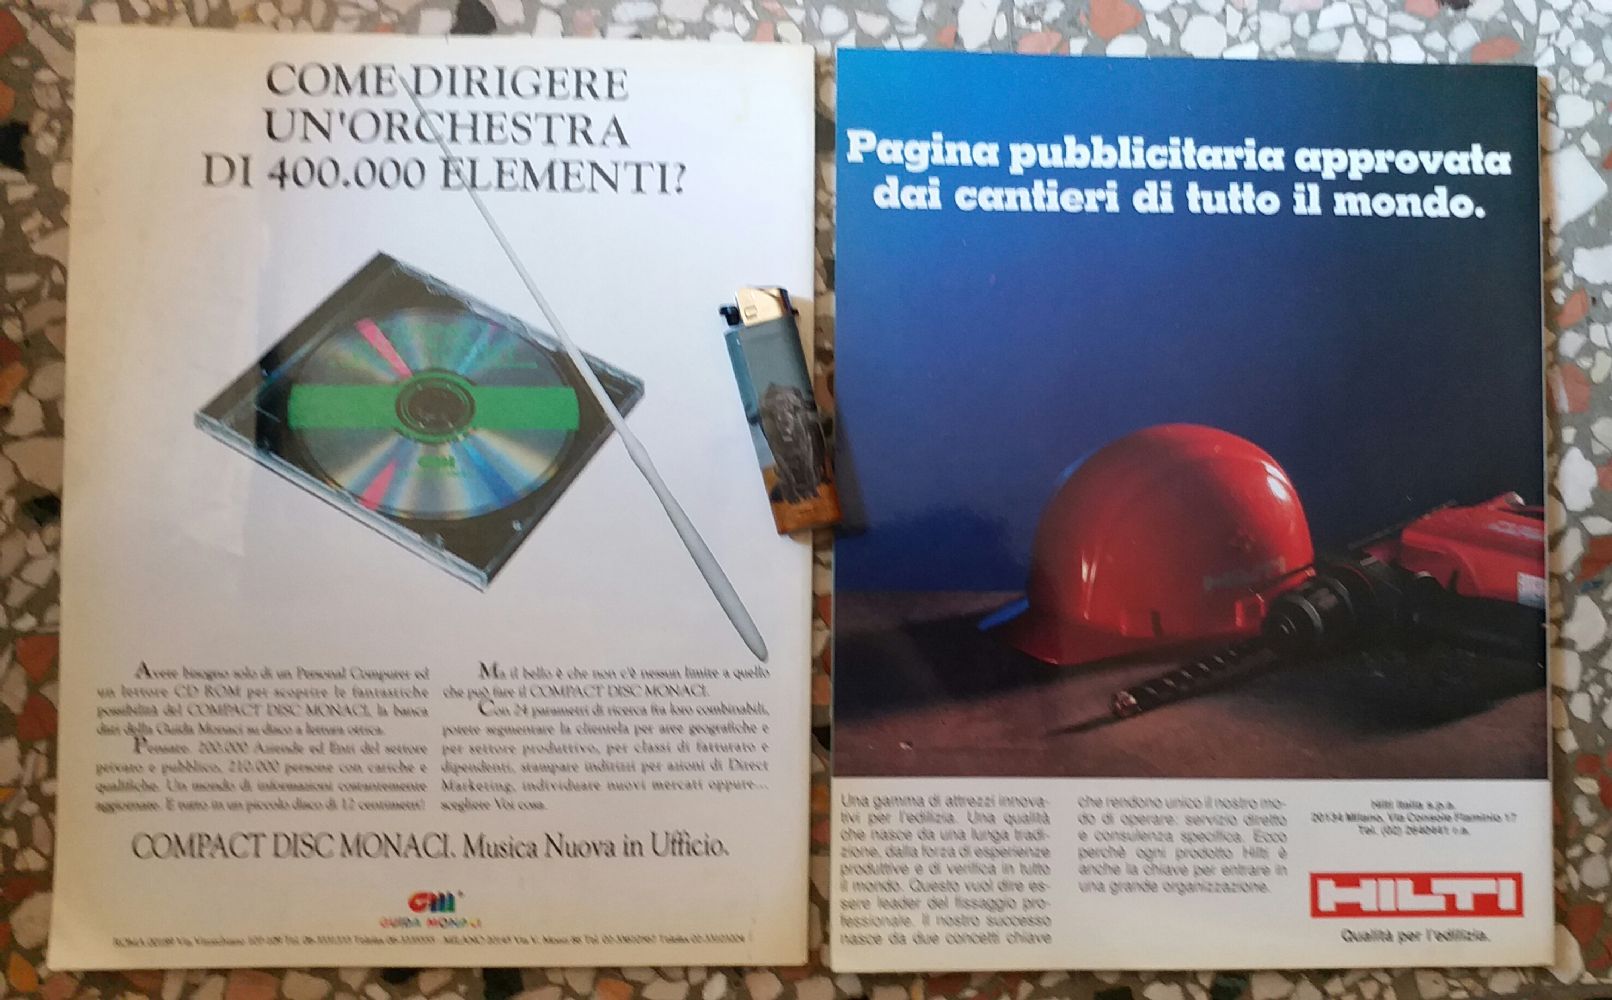 COME DIRIGERE
UN'ORCHESTRA
DI 400.000 ELEMENTI?
Avere bisogno solo di un Personal Computer ed
un lettore CD ROM per scoprire le fantastiche
possibilità del COMPACT DISC MONACI, la banca
dati della Guida Monaci su disco a lettura ottica.
Pensate. 200.000 Aziende ed Enti del settore
privato e pubblico, 210.000 persone con cariche e
qualifiche. Un mondo di informazioni costantemente
aggiornate. E tutto in un piccolo disco di 12 centimetri!
Ma il bello è che non c'è nessun limite a quello
che può fare il COMPACT DISC MONACI.
Con 24 parametri di ricerca fra loro combinabili,
potete segmentare la clientela per aree geografiche e
per settore produttivo, per classi di fatturato e
dipendenti, stampare indirizzi per azioni di Direct
Marketing, individuare nuovi mercati oppure...
scegliete Voi cosa.
COMPACT DISC MONACI. Musica Nuova in Ufficio.
GM
GUIDA MONACI
ROMA 00189 Via Vitorchiano
Pagina pubblicitaria approvata
dai cantieri di tutto il mondo.
HILTI
Una gamma di attrezzi innova-
tivi per l'edilizia. Una qualità
che nasce da una lunga tradi-
zione, dalla forza di esperienze
produttive e di verifica in tutto
il mondo. Questo vuol dire es-
sere leader del fissaggio pro-
fessionale. Il nostro successo
nasce da due concetti chiave
che rendono unico il nostro mo-
do di operare: servizio diretto
e consulenza specifica. Ecco
perchè ogni prodotto Hilti è
anche la chiave per entrare in
una grande organizzazione.
Hilti Italia s.p.a.
20134 Milano, Via Console Flaminio 17
Tel. (02) 2640441 r.a.
HILTI
Qualità per l'edilizia.